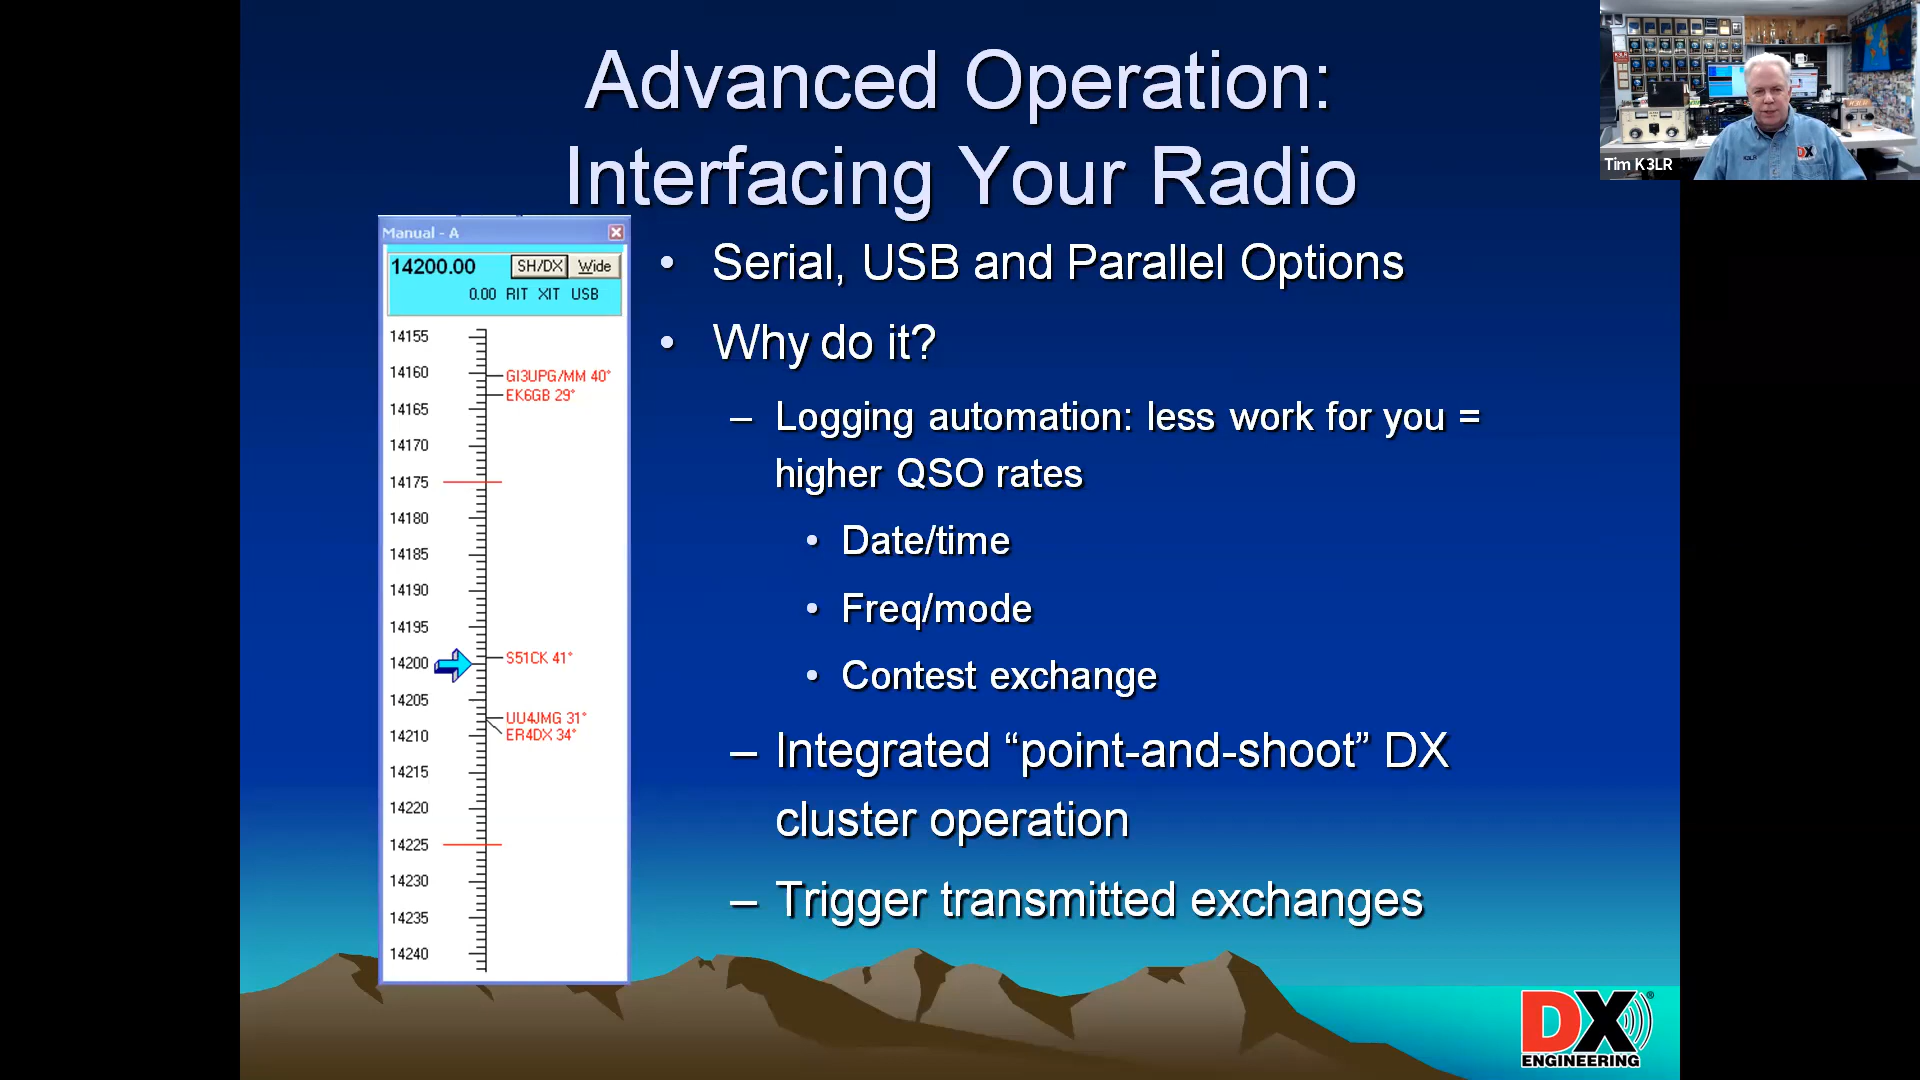 Advanced Operation:
Interfacing Your Radio
Manual - A
14200.00 SH/DX Wide
0.00 RIT XIT USB
14155
14160
GI3UPG/MM 40°
EK6GB 29°
14165
14170
14175
14180
14185
14190
14195
S51CK 41°
14200
14205
UU4JMG 31°
ER4DX 34°
14210
14215
14220
14225
14230
14235
14240
• Serial, USB and Parallel Options
• Why do it?
– Logging automation: less work for you =
higher QSO rates
• Date/time
• Freq/mode
• Contest exchange
– Integrated “point-and-shoot” DX
cluster operation
– Trigger transmitted exchanges
Tim K3LR
K3LR
DX
DX
ENGINEERING